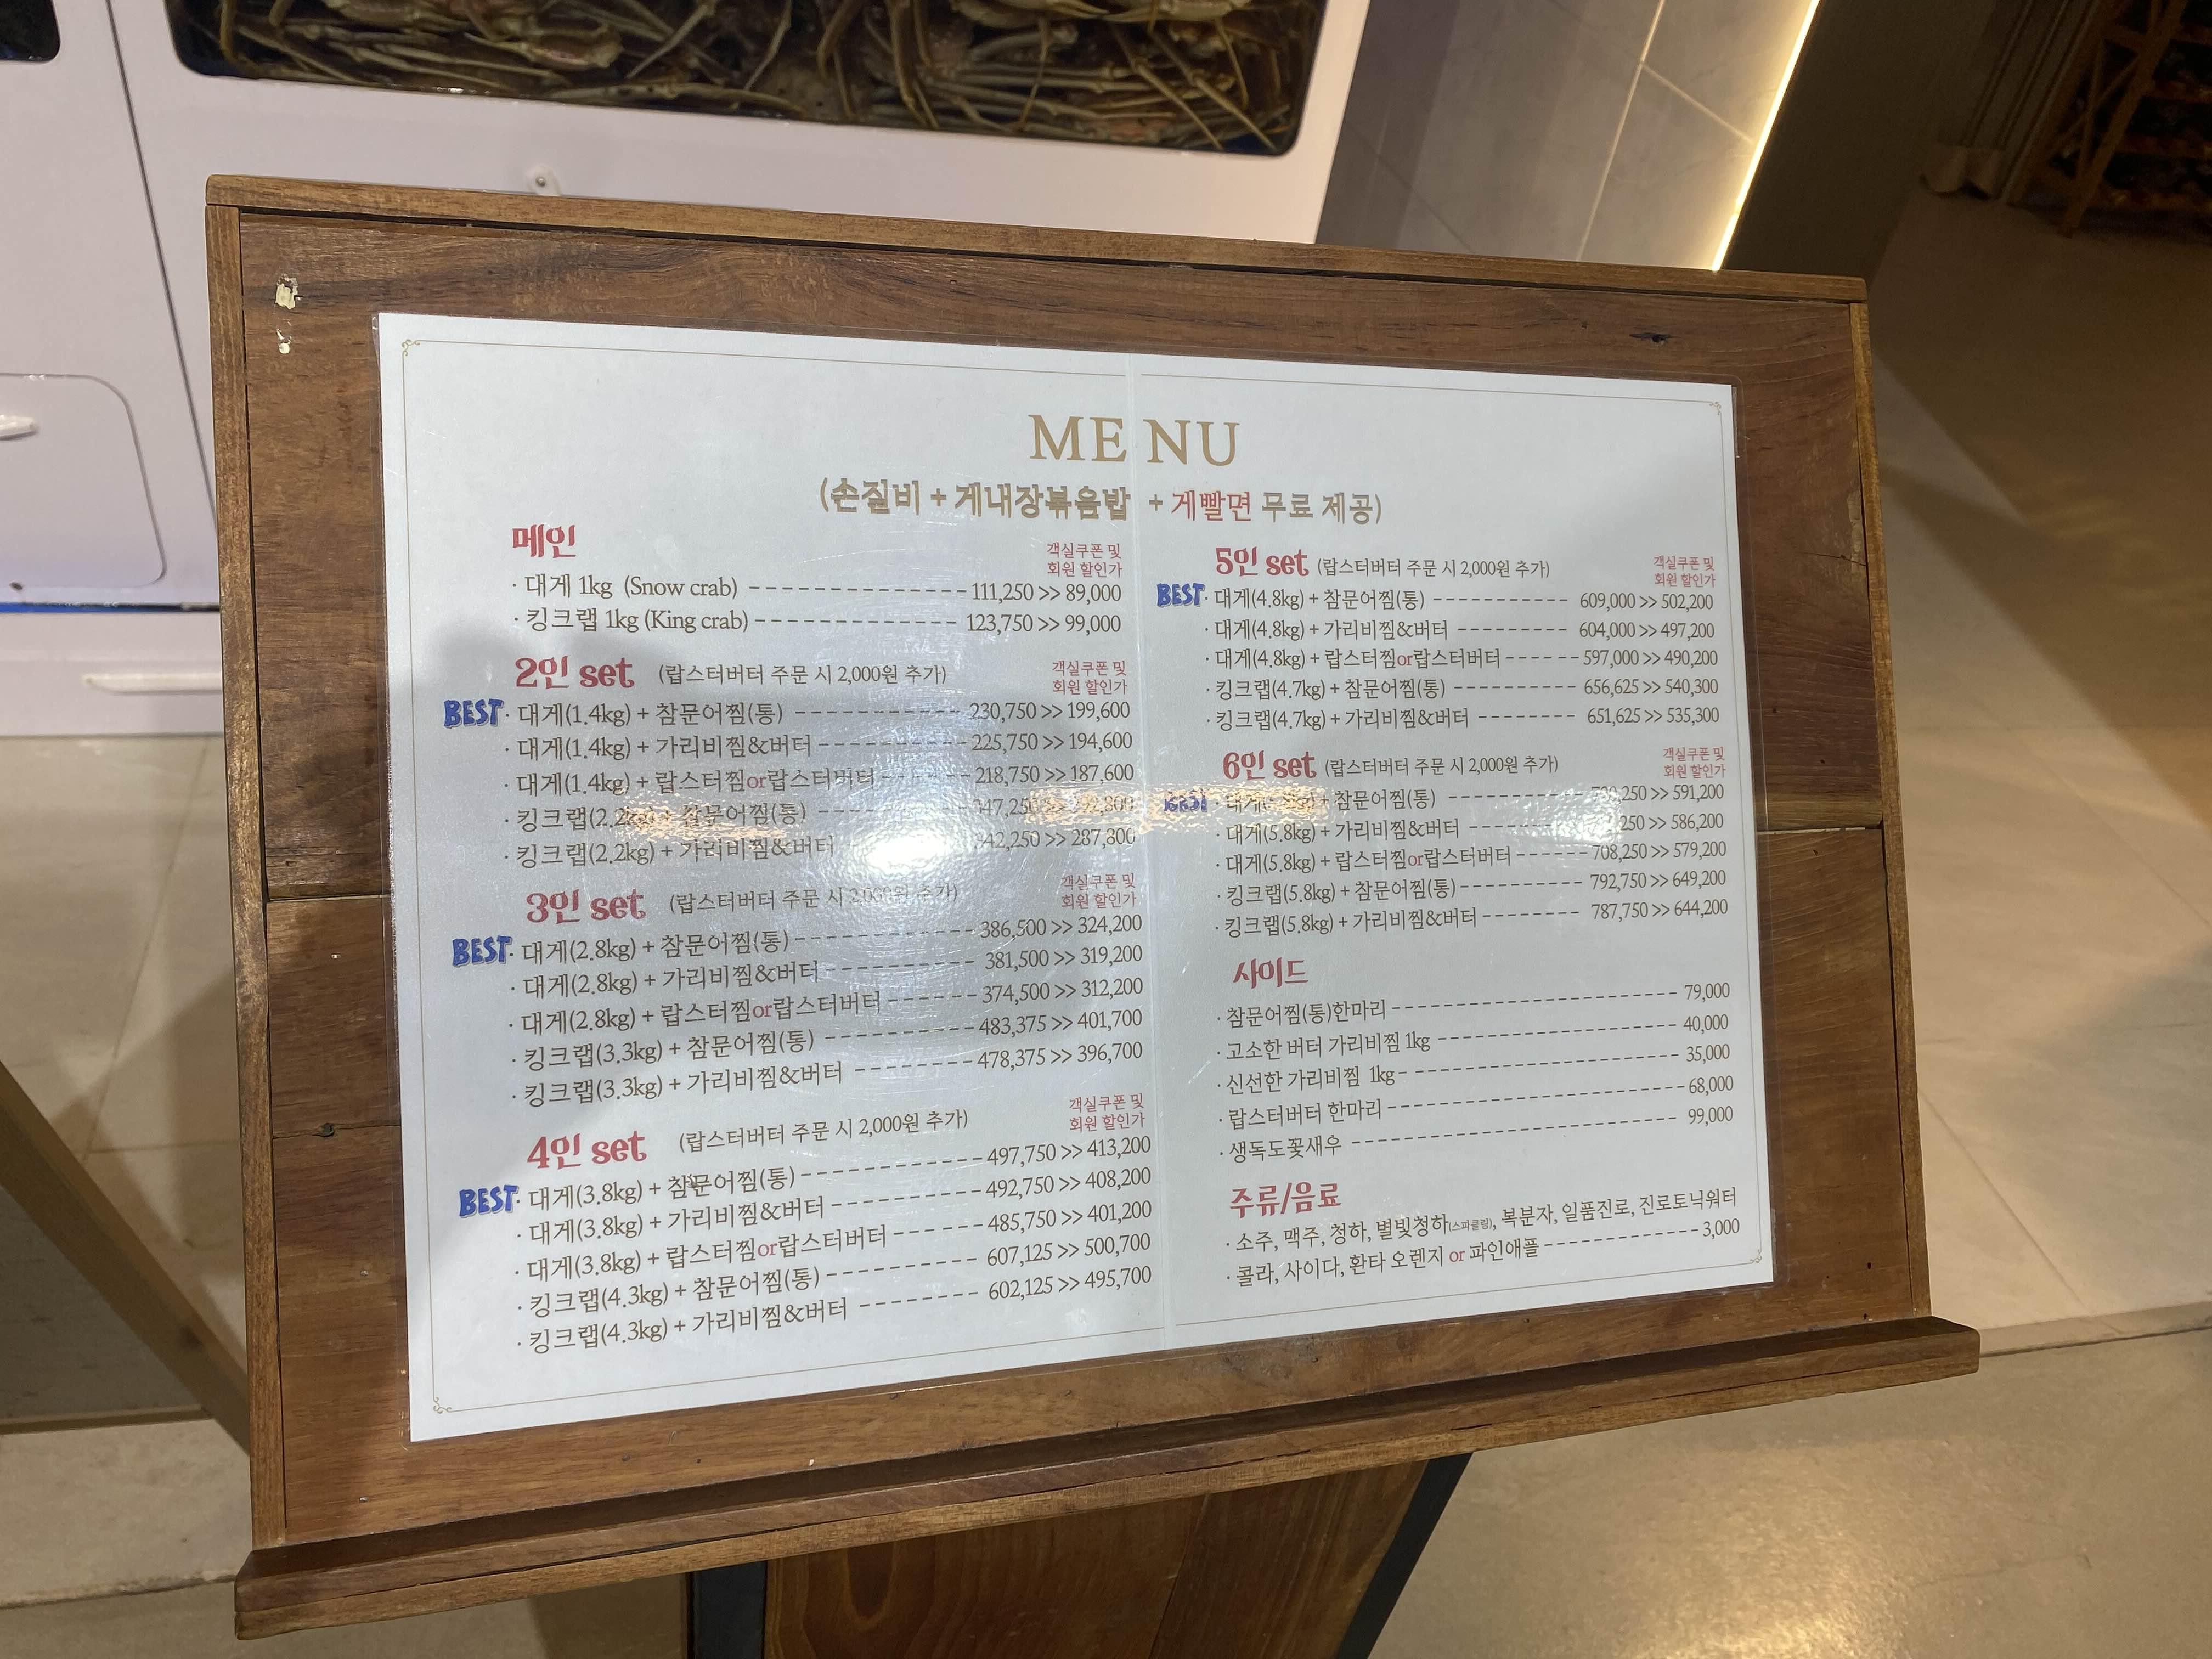 MENU
(손질비 + 게내장볶음밥 + 게빨면 무료 제공)
메인
객실쿠폰 및
회원 할인가
· 대게 1kg (Snow crab) 111,250 >> 89,000
· 킹크랩 1kg (King crab) 123,750 >> 99,000
2인 set (랍스터버터 주문 시 2,000원 추가)
객실쿠폰 및
회원 할인가
BEST · 대게(1.4kg) + 참문어찜(통) 230,750 >> 199,600
· 대게(1.4kg) + 가리비찜&버터 225,750 >> 194,600
· 대게(1.4kg) + 랍스터찜or랍스터버터 218,750 >> 187,600
· 킹크랩(2.2kg) + 참문어찜(통)
· 킹크랩(2.2kg) + 가리비찜&버터 342,250 >> 287,800
3인 set (랍스터버터 주문 시 2,000원 추가)
객실쿠폰 및
회원 할인가
BEST · 대게(2.8kg) + 참문어찜(통) 386,500 >> 324,200
· 대게(2.8kg) + 가리비찜&버터 381,500 >> 319,200
· 대게(2.8kg) + 랍스터찜or랍스터버터 374,500 >> 312,200
· 킹크랩(3.3kg) + 참문어찜(통) 483,375 >> 401,700
· 킹크랩(3.3kg) + 가리비찜&버터 478,375 >> 396,700
4인 set (랍스터버터 주문 시 2,000원 추가)
객실쿠폰 및
회원 할인가
BEST · 대게(3.8kg) + 참문어찜(통) 497,750 >> 413,200
· 대게(3.8kg) + 가리비찜&버터 492,750 >> 408,200
· 대게(3.8kg) + 랍스터찜or랍스터버터 485,750 >> 401,200
· 킹크랩(4.3kg) + 참문어찜(통) 607,125 >> 500,700
· 킹크랩(4.3kg) + 가리비찜&버터 602,125 >> 495,700
5인 set (랍스터버터 주문 시 2,000원 추가)
객실쿠폰 및
회원 할인가
BEST · 대게(4.8kg) + 참문어찜(통) 609,000 >> 502,200
· 대게(4.8kg) + 가리비찜&버터 604,000 >> 497,200
· 대게(4.8kg) + 랍스터찜or랍스터버터 597,000 >> 490,200
· 킹크랩(4.7kg) + 참문어찜(통) 656,625 >> 540,300
· 킹크랩(4.7kg) + 가리비찜&버터 651,625 >> 535,300
6인 set (랍스터버터 주문 시 2,000원 추가)
객실쿠폰 및
회원 할인가
BEST · + 참문어찜(통) >> 591,200
· 대게(5.8kg) + 가리비찜&버터 >> 586,200
· 대게(5.8kg) + 랍스터찜or랍스터버터 708,250 >> 579,200
· 킹크랩(5.8kg) + 참문어찜(통) 792,750 >> 649,200
· 킹크랩(5.8kg) + 가리비찜&버터 787,750 >> 644,200
사이드
· 참문어찜(통)한마리 79,000
· 고소한 버터 가리비찜 1kg 40,000
· 신선한 가리비찜 1kg 35,000
· 랍스터버터 한마리 68,000
· 생독도꽃새우 99,000
주류/음료
· 소주, 맥주, 청하, 별빛청하(스파클링), 복분자, 일품진로, 진로토닉워터
· 콜라, 사이다, 환타 오렌지 or 파인애플 3,000